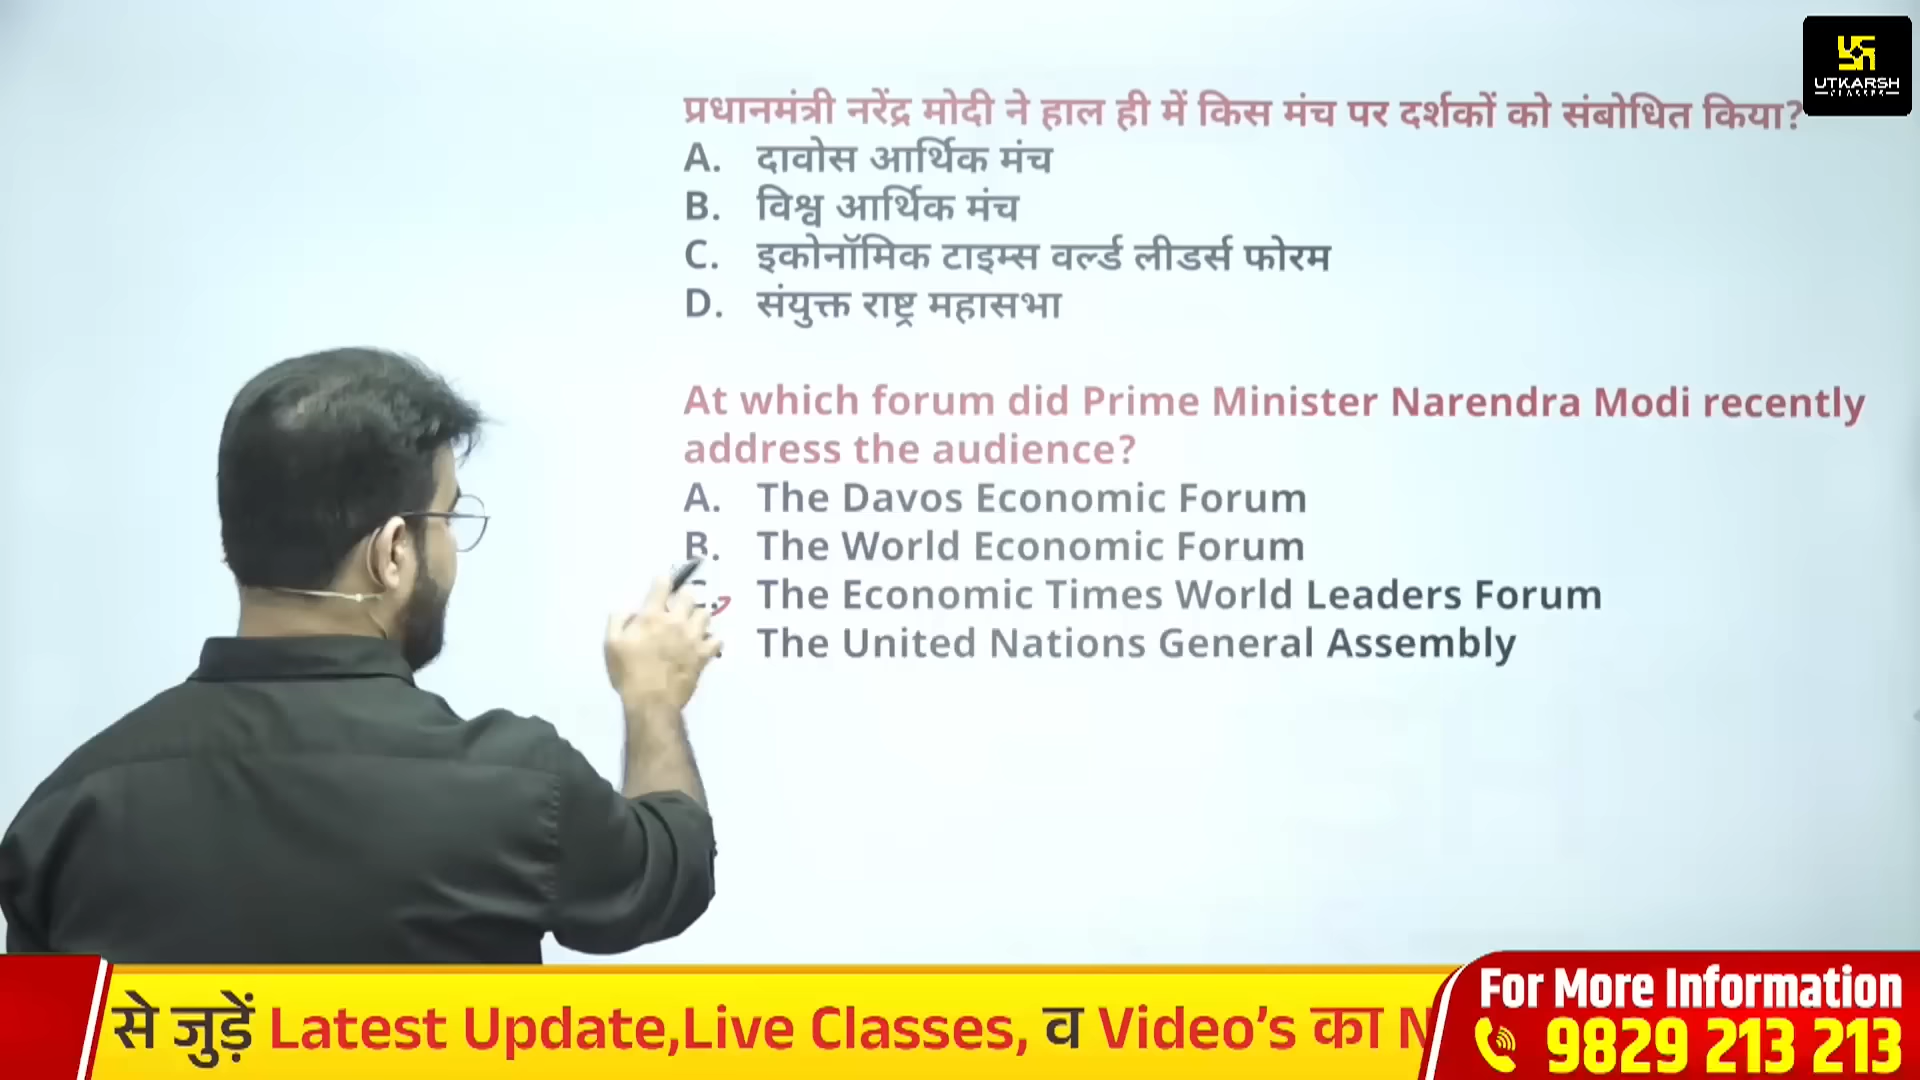 UTKARSH
CLASSES
प्रधानमंत्री नरेंद्र मोदी ने हाल ही में किस मंच पर दर्शकों को संबोधित किया?
A. दावोस आर्थिक मंच
B. विश्व आर्थिक मंच
C. इकोनॉमिक टाइम्स वर्ल्ड लीडर्स फोरम
D. संयुक्त राष्ट्र महासभा
At which forum did Prime Minister Narendra Modi recently
address the audience?
A. The Davos Economic Forum
B. The World Economic Forum
C. The Economic Times World Leaders Forum
The United Nations General Assembly
से जुड़ें Latest Update,Live Classes, व Video's का
For More Information
9829 213 213